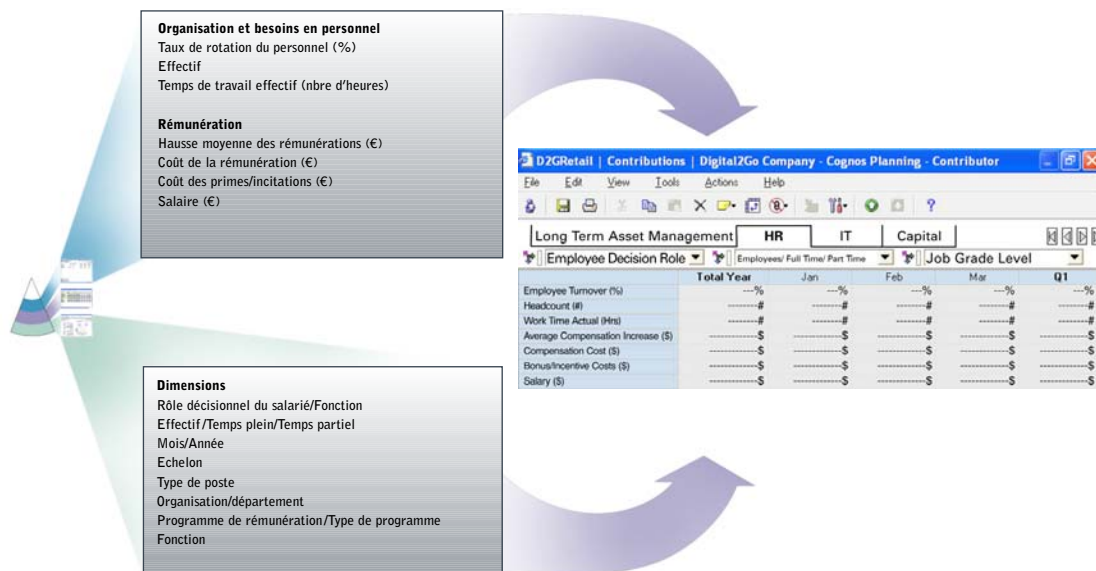 Organisation et besoins en personnel
Taux de rotation du personnel (%)
Effectif
Temps de travail effectif (nbre d'heures)
Rémunération
Hausse moyenne des rémunérations (€)
Coût de la rémunération (€)
Coût des primes/incitations (€)
Salaire (€)
D2GRetail | Contributions | Digital2Go Company - Cognos Planning - Contributor
File Edit View Tools Actions Help
Long Term Asset Management HR IT Capital
Employee Decision Role Employees/ Full Time/ Part Time Job Grade Level
Total Year Jan Feb Mar Q1
Employee Turnover (%) ---% ---% ---% ---% ---%
Headcount (#) -------# -------# -------# -------# -------#
Work Time Actual (Hrs) --------# --------# --------# --------# --------#
Average Compensation Increase ($) ------------$ ------------$ ------------$ ------------$ ------------$
Compensation Cost ($) ------------$ ------------$ ------------$ ------------$ ------------$
Bonus/Incentive Costs ($) ------------$ ------------$ ------------$ ------------$ ------------$
Salary ($) ------------$ ------------$ ------------$ ------------$ ------------$
Dimensions
Rôle décisionnel du salarié/Fonction
Effectif/Temps plein/Temps partiel
Mois/Année
Echelon
Type de poste
Organisation/département
Programme de rémunération/Type de programme
Fonction